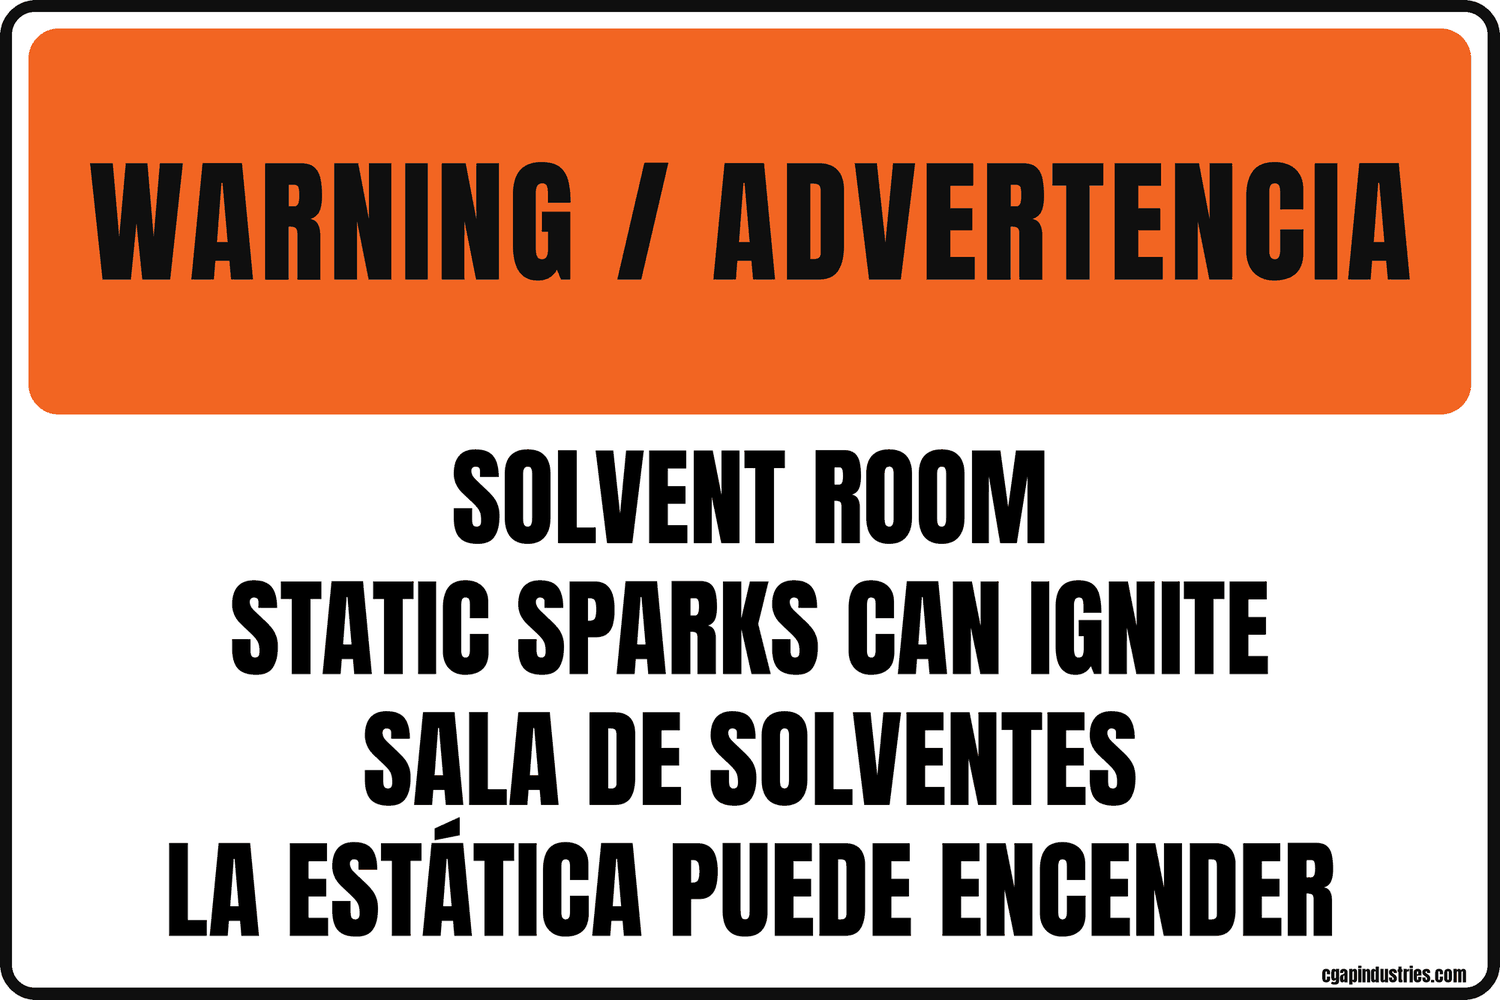 WARNING / ADVERTENCIA
SOLVENT ROOM
STATIC SPARKS CAN IGNITE
SALA DE SOLVENTES
LA ESTÁTICA PUEDE ENCENDER
cgapindustries.com